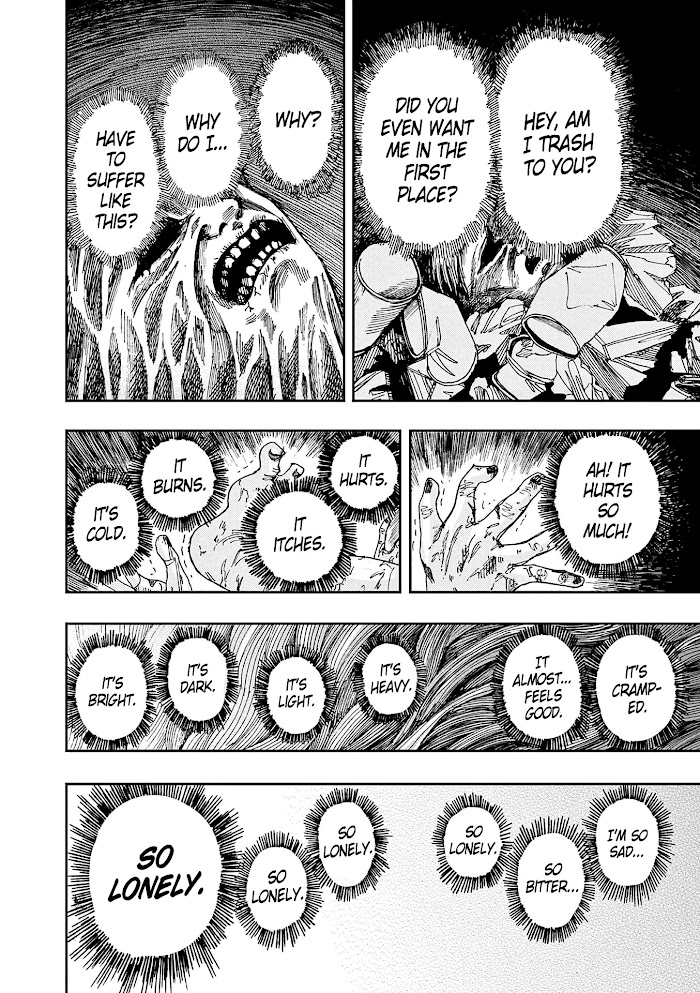 HEY, AM
I TRASH
TO YOU?
DID YOU
EVEN WANT
ME IN THE
FIRST
PLACE?
WHY?
WHY
DO I...
HAVE
TO
SUFFER
LIKE
THIS?
AH! IT
HURTS
SO
MUCH!
IT
HURTS.
IT
ITCHES.
IT
BURNS.
IT'S
COLD.
IT'S
CRAMP-
ED.
IT
ALMOST...
FEELS
GOOD.
IT'S
HEAVY.
IT'S
LIGHT.
IT'S
DARK.
IT'S
BRIGHT.
I'M SO
SAD...
SO
BITTER...
SO
LONELY.
SO
LONELY.
SO
LONELY.
SO
LONELY.